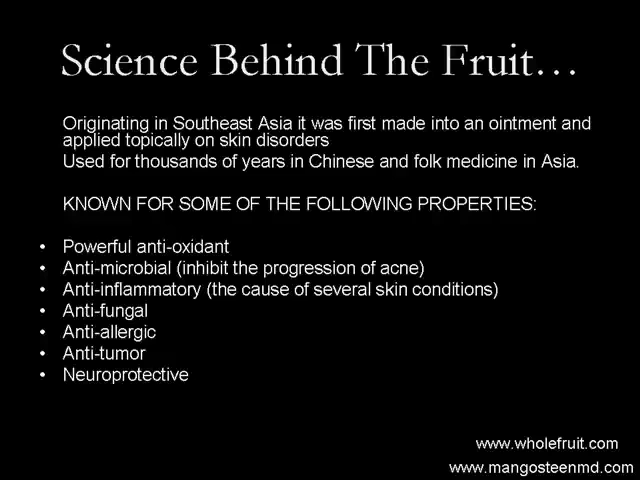 Science Behind The Fruit…
Originating in Southeast Asia it was first made into an ointment and
applied topically on skin disorders
Used for thousands of years in Chinese and folk medicine in Asia.
KNOWN FOR SOME OF THE FOLLOWING PROPERTIES:
• Powerful anti-oxidant
• Anti-microbial (inhibit the progression of acne)
• Anti-inflammatory (the cause of several skin conditions)
• Anti-fungal
• Anti-allergic
• Anti-tumor
• Neuroprotective
www.wholefruit.com
www.mangosteenmd.com